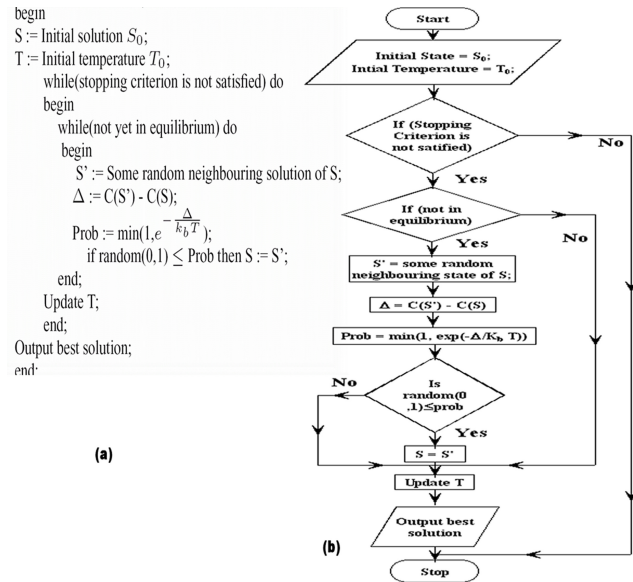 begin
S := Initial solution S₀;
T := Initial temperature T₀;
while(stopping criterion is not satisfied) do
begin
while(not yet in equilibrium) do
begin
S' := Some random neighbouring solution of S;
Δ := C(S') - C(S);
Prob := min(1,e^{-Δ/(k_b T)});
if random(0,1) ≤ Prob then S := S';
end;
Update T;
end;
Output best solution;
end;
(a)
Start
Initial State = S₀;
Intial Temperature = T₀;
If (Stopping
Criterion is
not satified)
No
Yes
If (not in
equilibrium)
No
Yes
S' = some random
neighbouring state of S;
Δ = C(S') - C(S)
Prob = min(1, exp(-Δ/K_b T))
Is
random(0
,1)≤prob
No
Yes
S = S'
Update T
Output best
solution
Stop
(b)